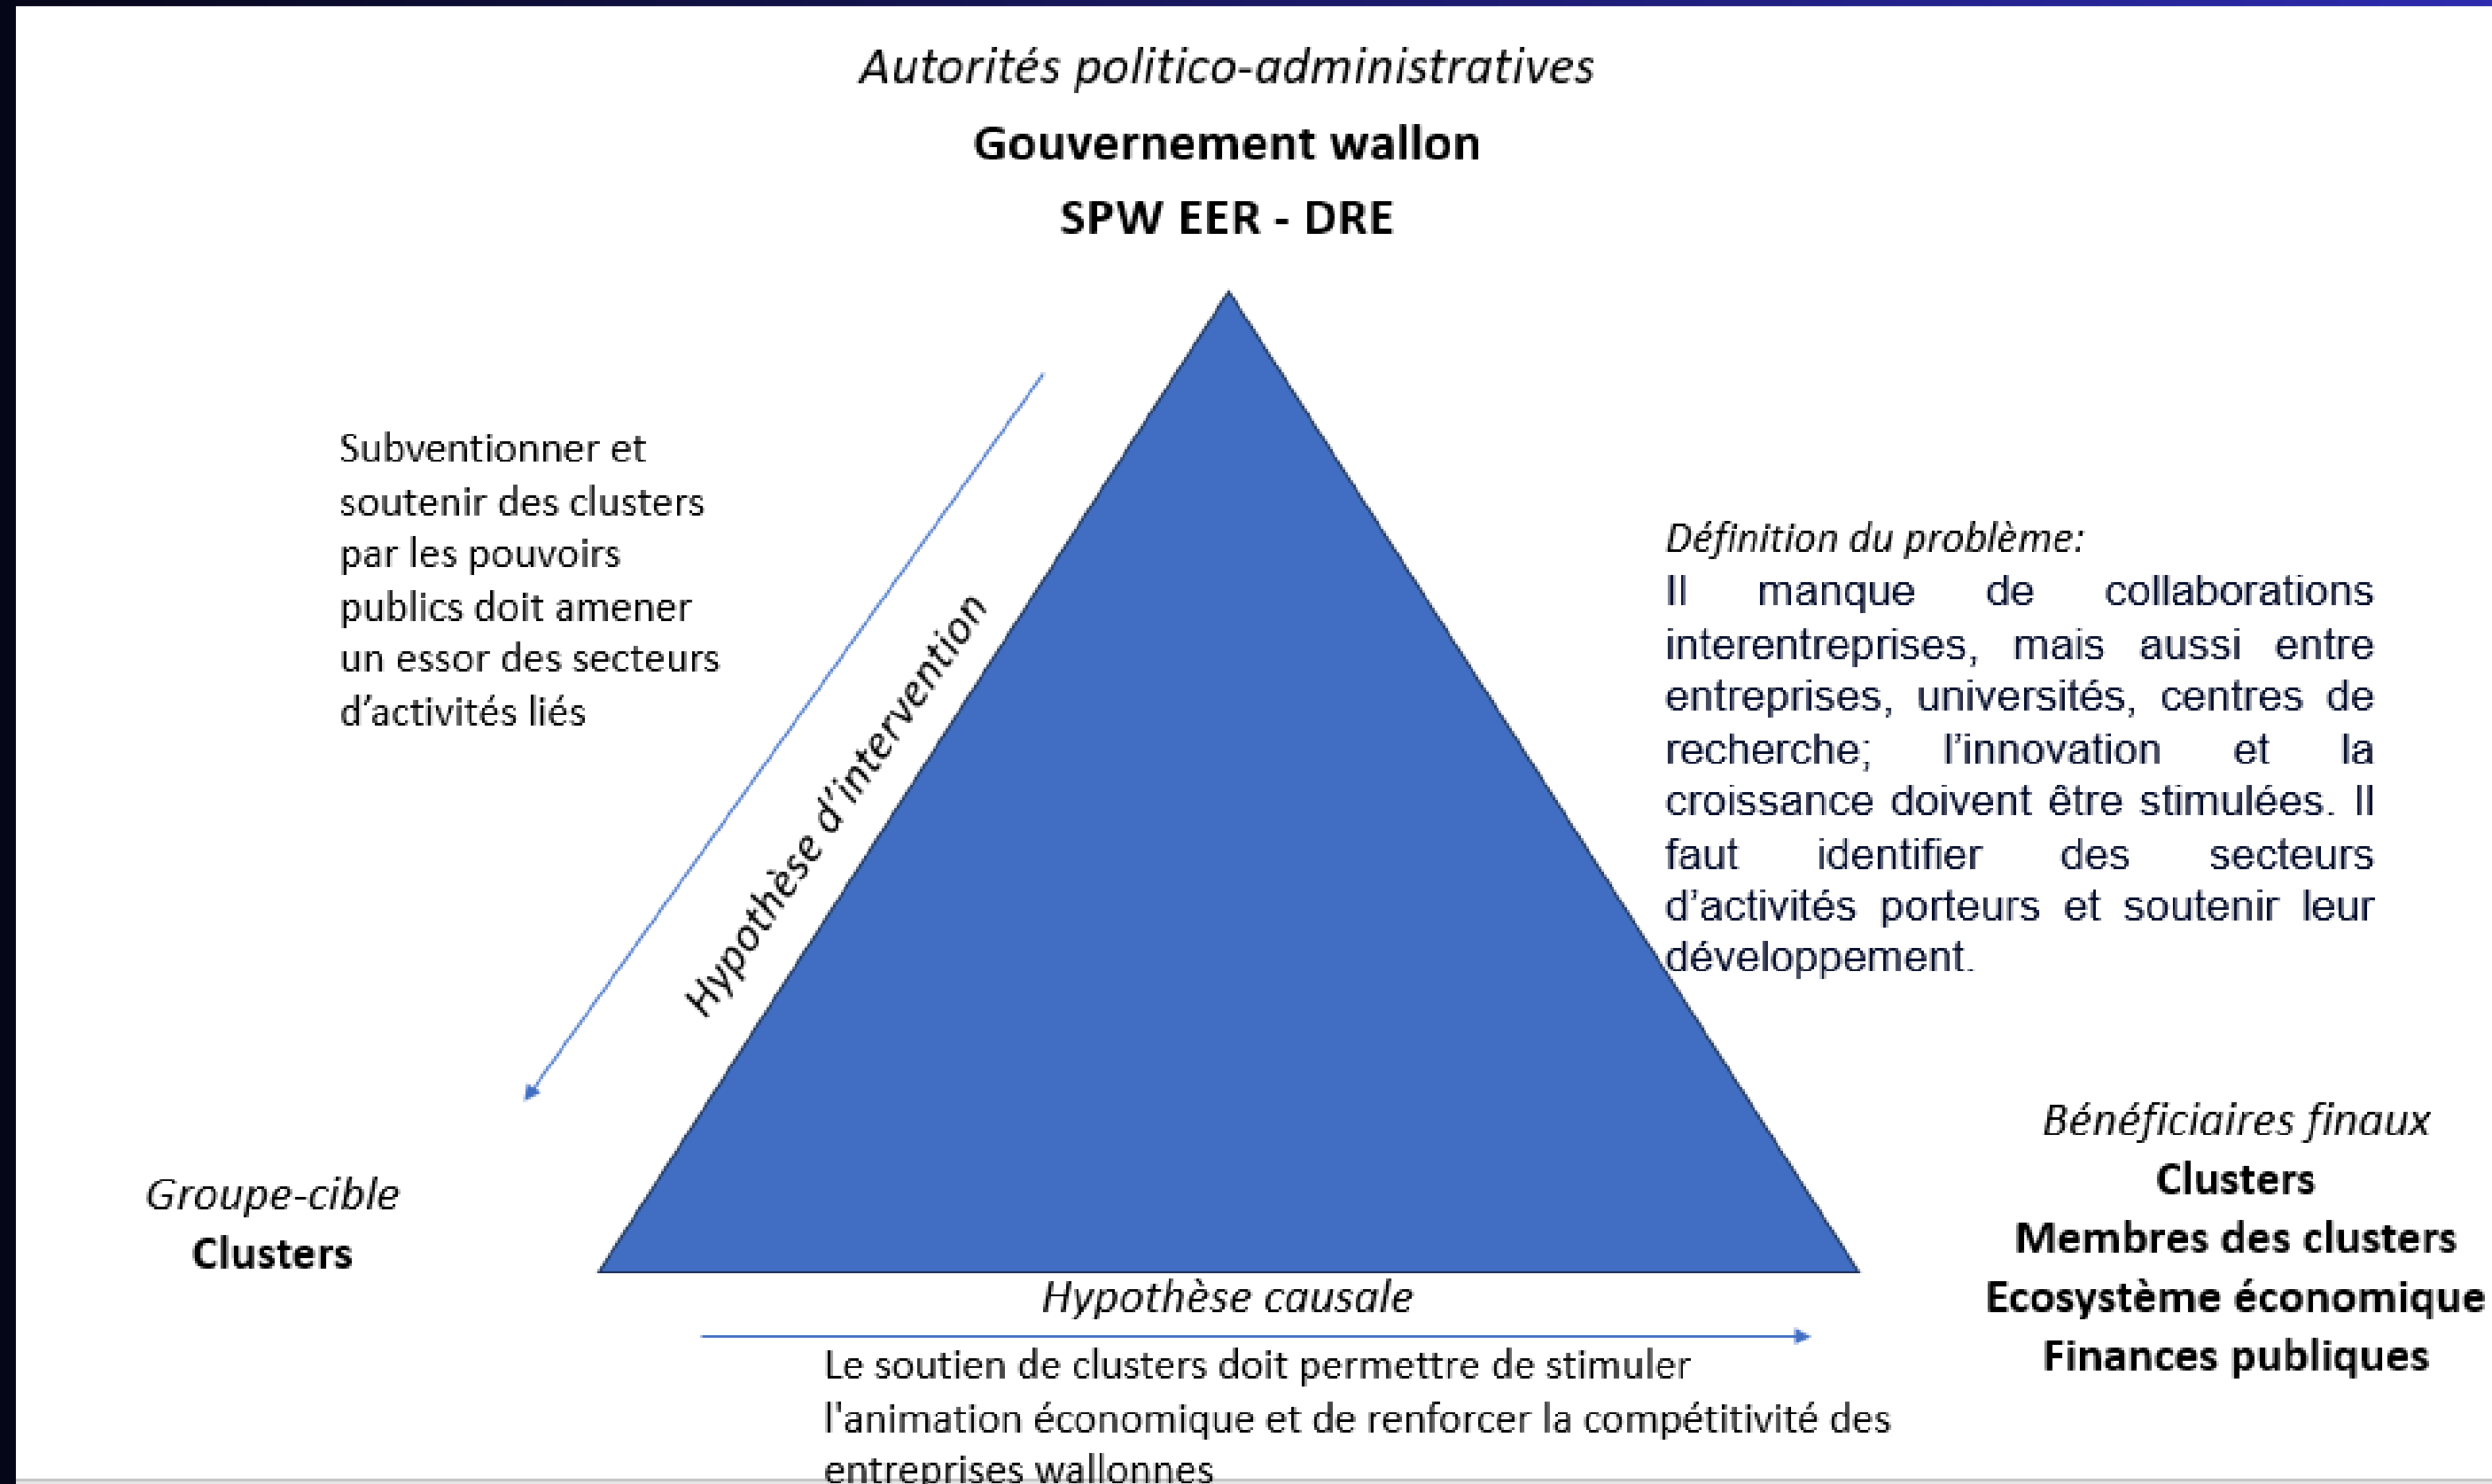 Autorités politico-administratives
Gouvernement wallon
SPW EER - DRE
Subventionner et
soutenir des clusters
par les pouvoirs
publics doit amener
un essor des secteurs
d'activités liés
Hypothèse d'intervention
Définition du problème:
Il manque de collaborations
interentreprises, mais aussi entre
entreprises, universités, centres de
recherche; l'innovation et la
croissance doivent être stimulées. Il
faut identifier des secteurs
d'activités porteurs et soutenir leur
développement.
Groupe-cible
Clusters
Bénéficiaires finaux
Clusters
Membres des clusters
Ecosystème économique
Finances publiques
Hypothèse causale
Le soutien de clusters doit permettre de stimuler
l'animation économique et de renforcer la compétitivité des
entreprises wallonnes